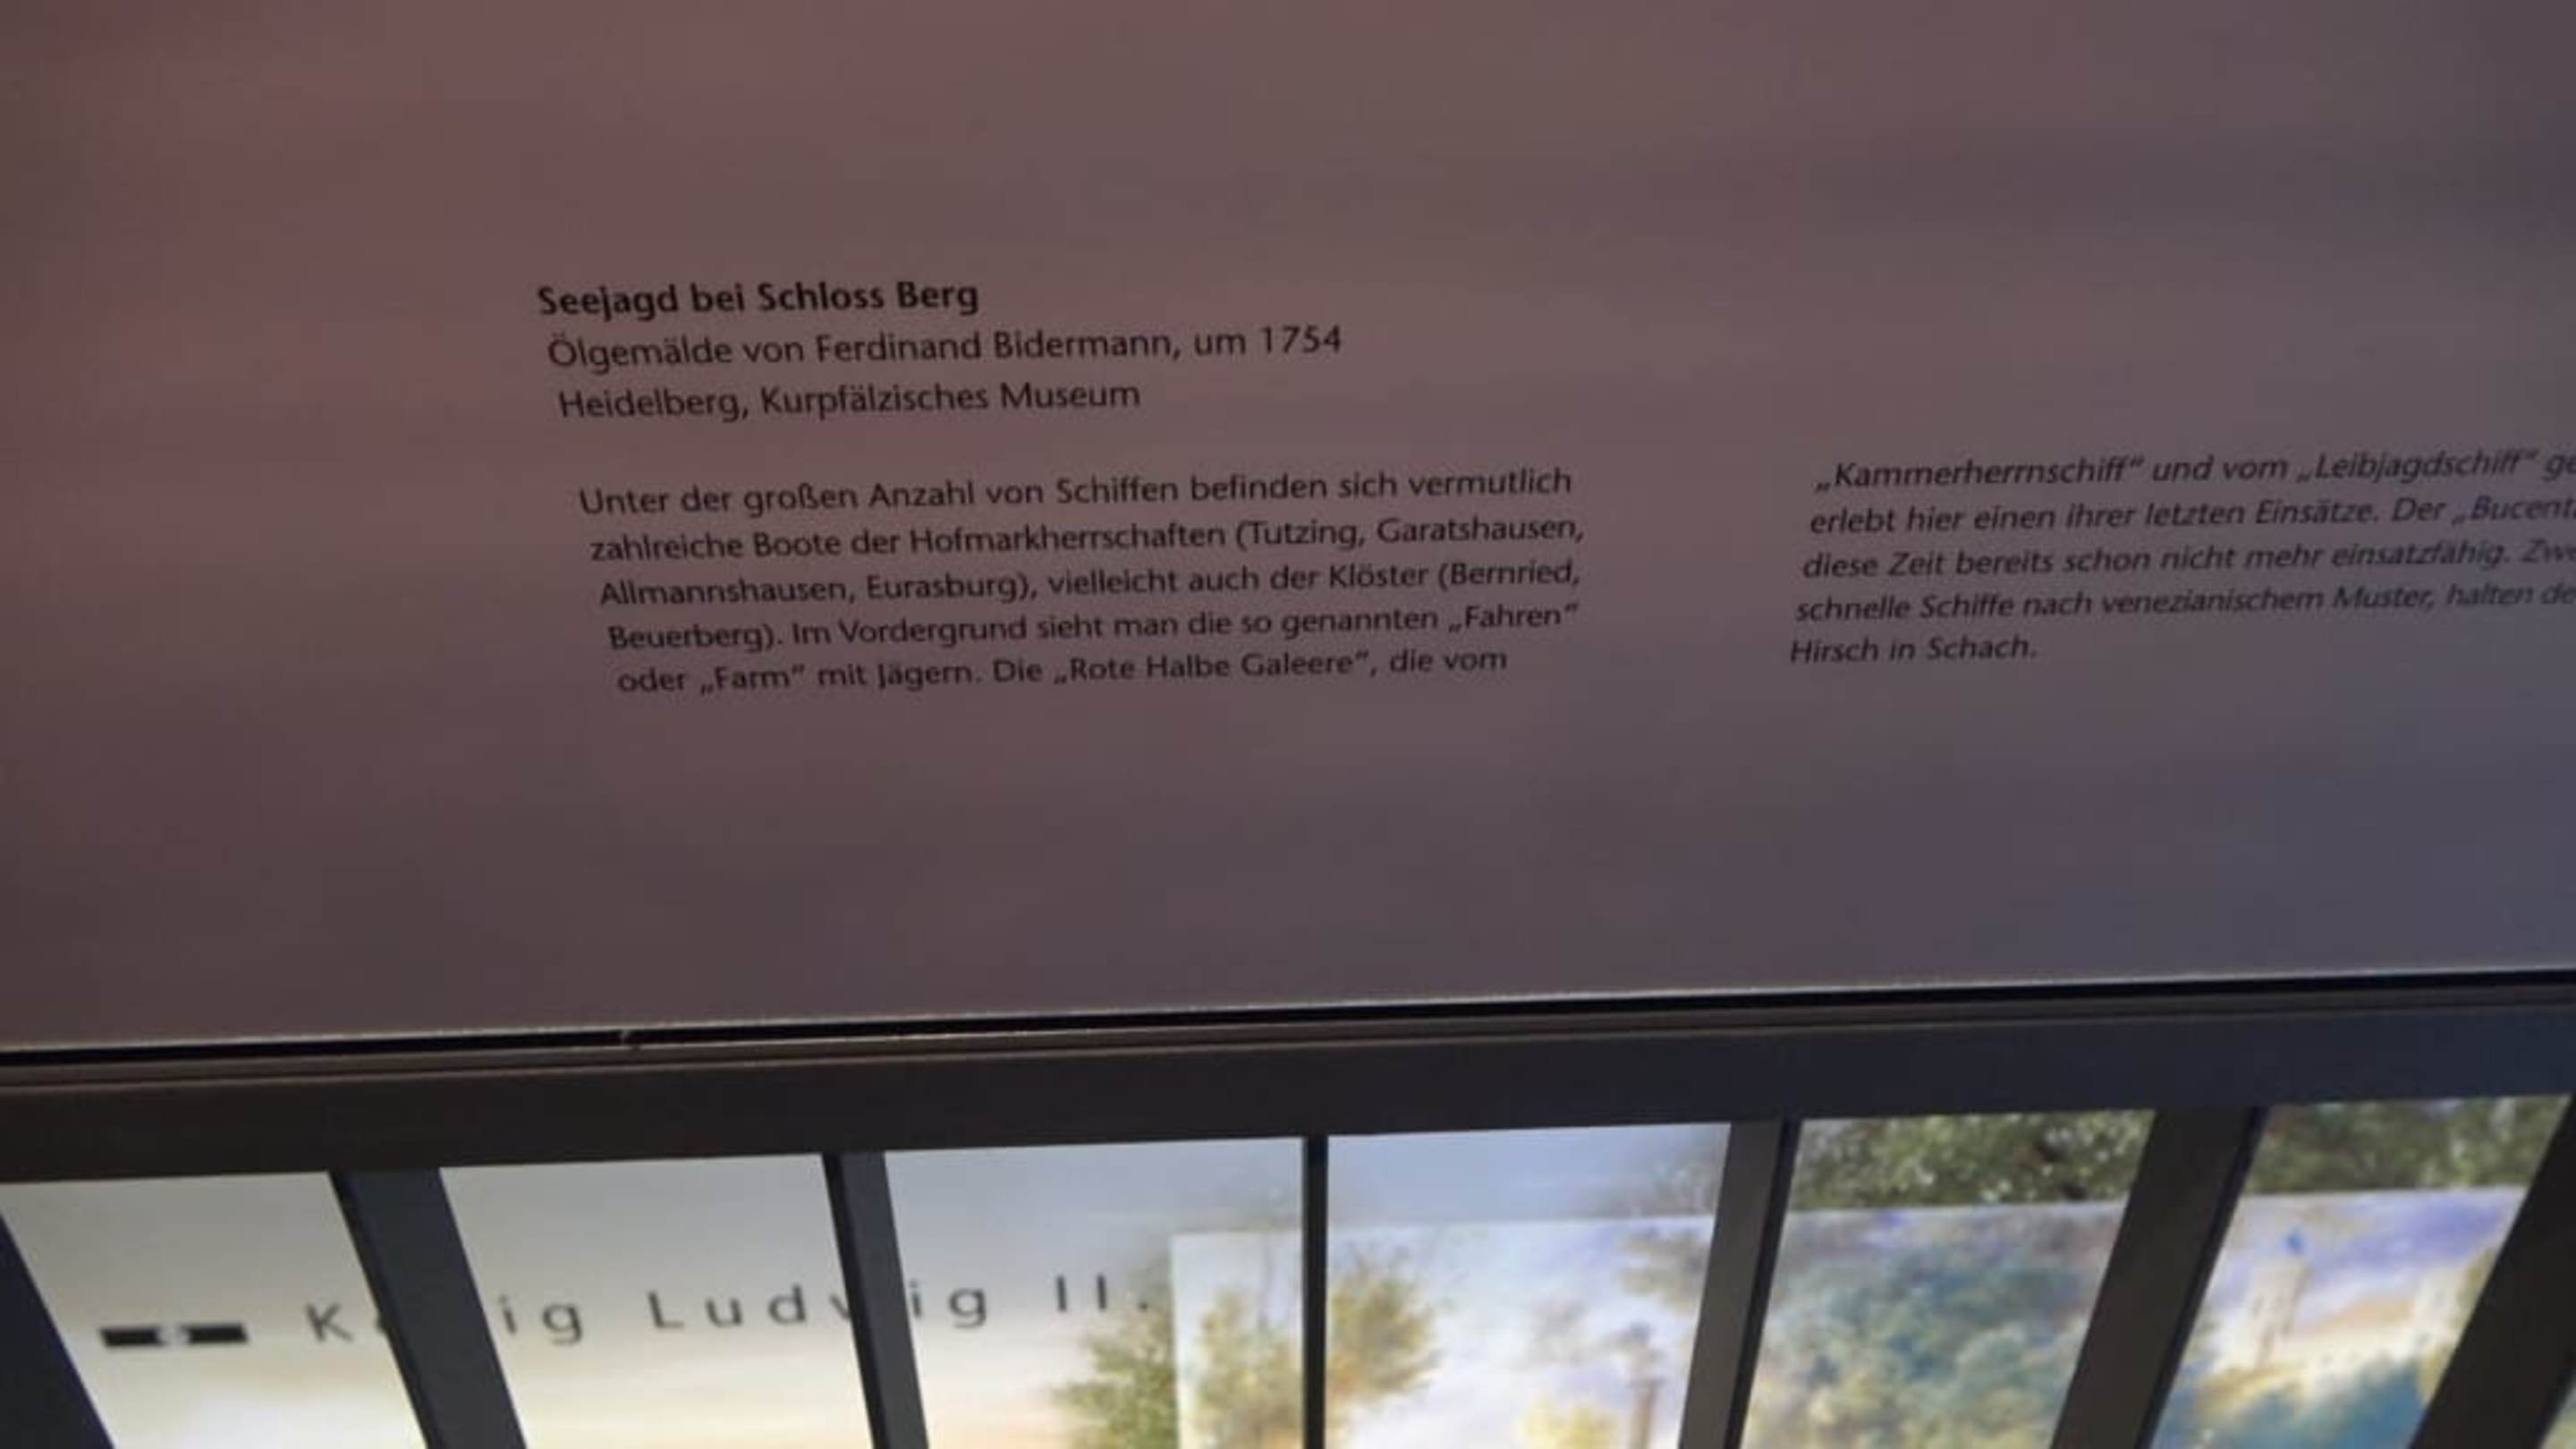 Seejagd bei Schloss Berg
Ölgemälde von Ferdinand Bidermann, um 1754
Heidelberg, Kurpfälzisches Museum
Unter der großen Anzahl von Schiffen befinden sich vermutlich
zahlreiche Boote der Hofmarkherrschaften (Tutzing, Garatshausen,
Allmannshausen, Eurasburg), vielleicht auch der Klöster (Bernried,
Beuerberg). Im Vordergrund sieht man die so genannten „Fahren"
oder „Farm" mit Jägern. Die „Rote Halbe Galeere", die vom
„Kammerherrnschiff" und vom „Leibjagdschiff"
erlebt hier einen ihrer letzten Einsätze. Der
diese Zeit bereits schon nicht mehr einsatzfähig.
schnelle Schiffe nach venezianischem Muster, halten
Hirsch in Schach.
II.